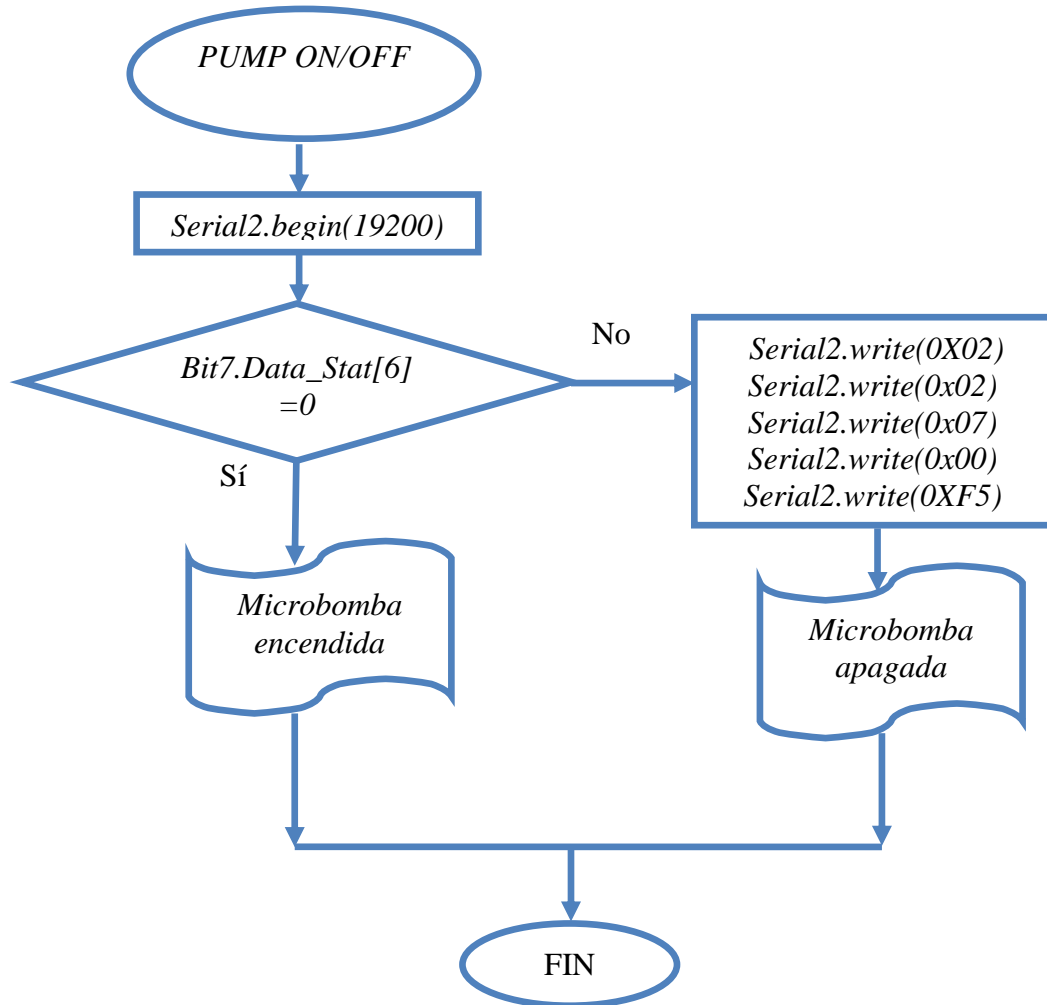 PUMP ON/OFF
Serial2.begin(19200)
Bit7.Data_Stat[6]
=0
No
Serial2.write(0X02)
Serial2.write(0x02)
Serial2.write(0x07)
Serial2.write(0x00)
Serial2.write(0XF5)
Sí
Microbomba
encendida
Microbomba
apagada
FIN